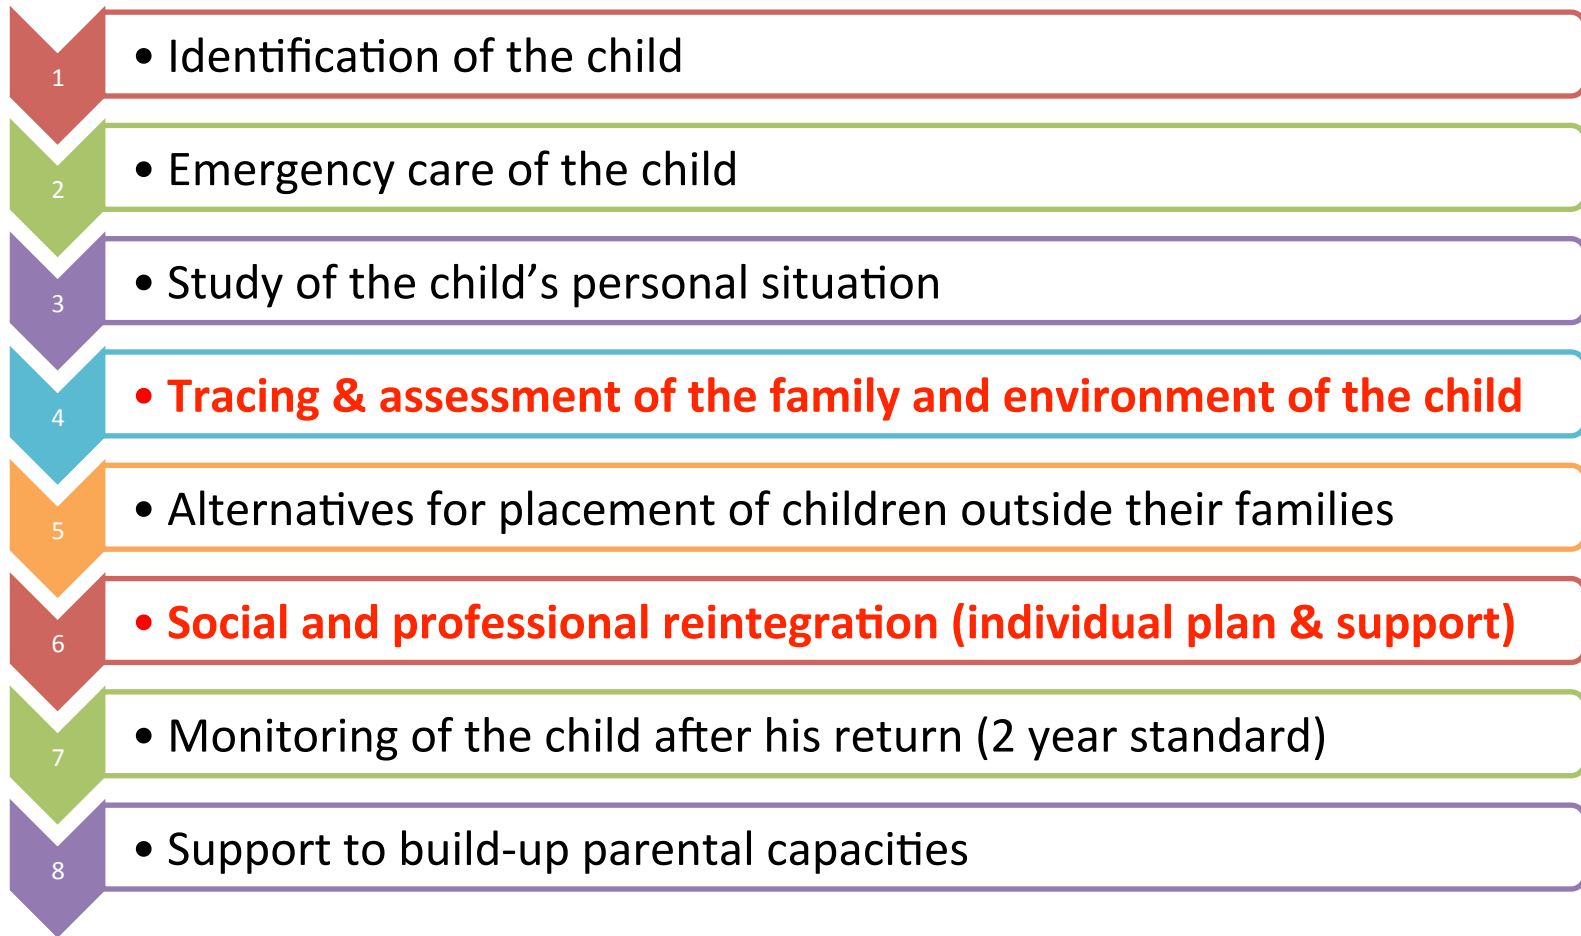 1
• Identification of the child
2
• Emergency care of the child
3
• Study of the child’s personal situation
4
• Tracing & assessment of the family and environment of the child
5
• Alternatives for placement of children outside their families
6
• Social and professional reintegration (individual plan & support)
7
• Monitoring of the child after his return (2 year standard)
8
• Support to build-up parental capacities